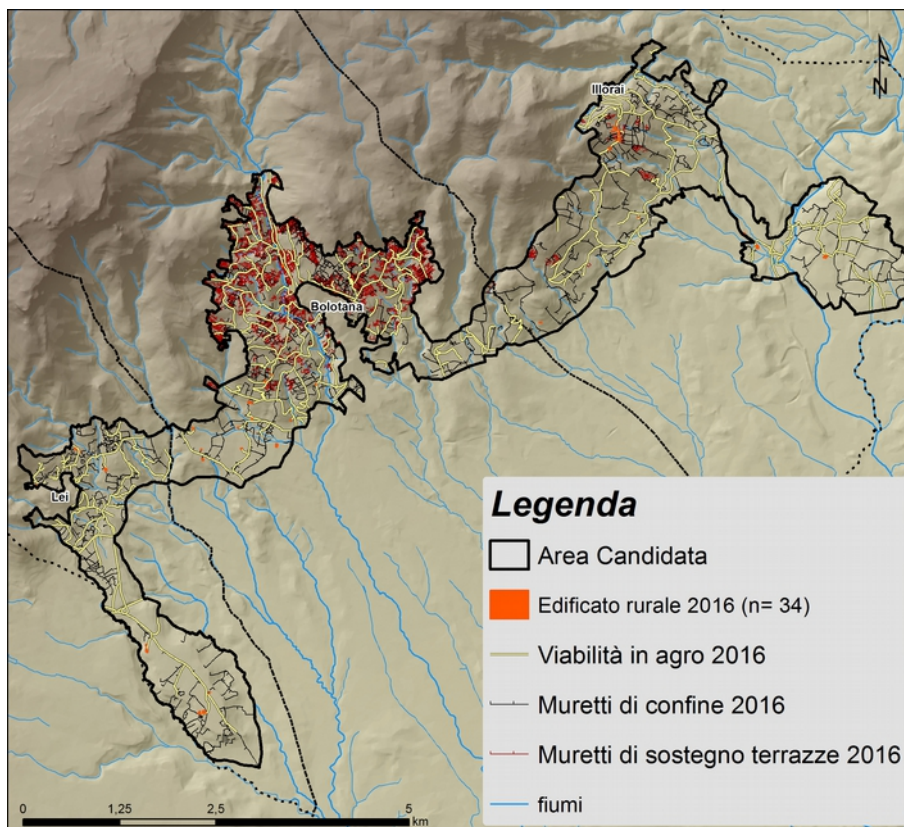 Illorai
N
Bolotana
Lei
Legenda
Area Candidata
Edificato rurale 2016 (n= 34)
Viabilità in agro 2016
Muretti di confine 2016
Muretti di sostegno terrazze 2016
fiumi
0 1,25 2,5 5
km